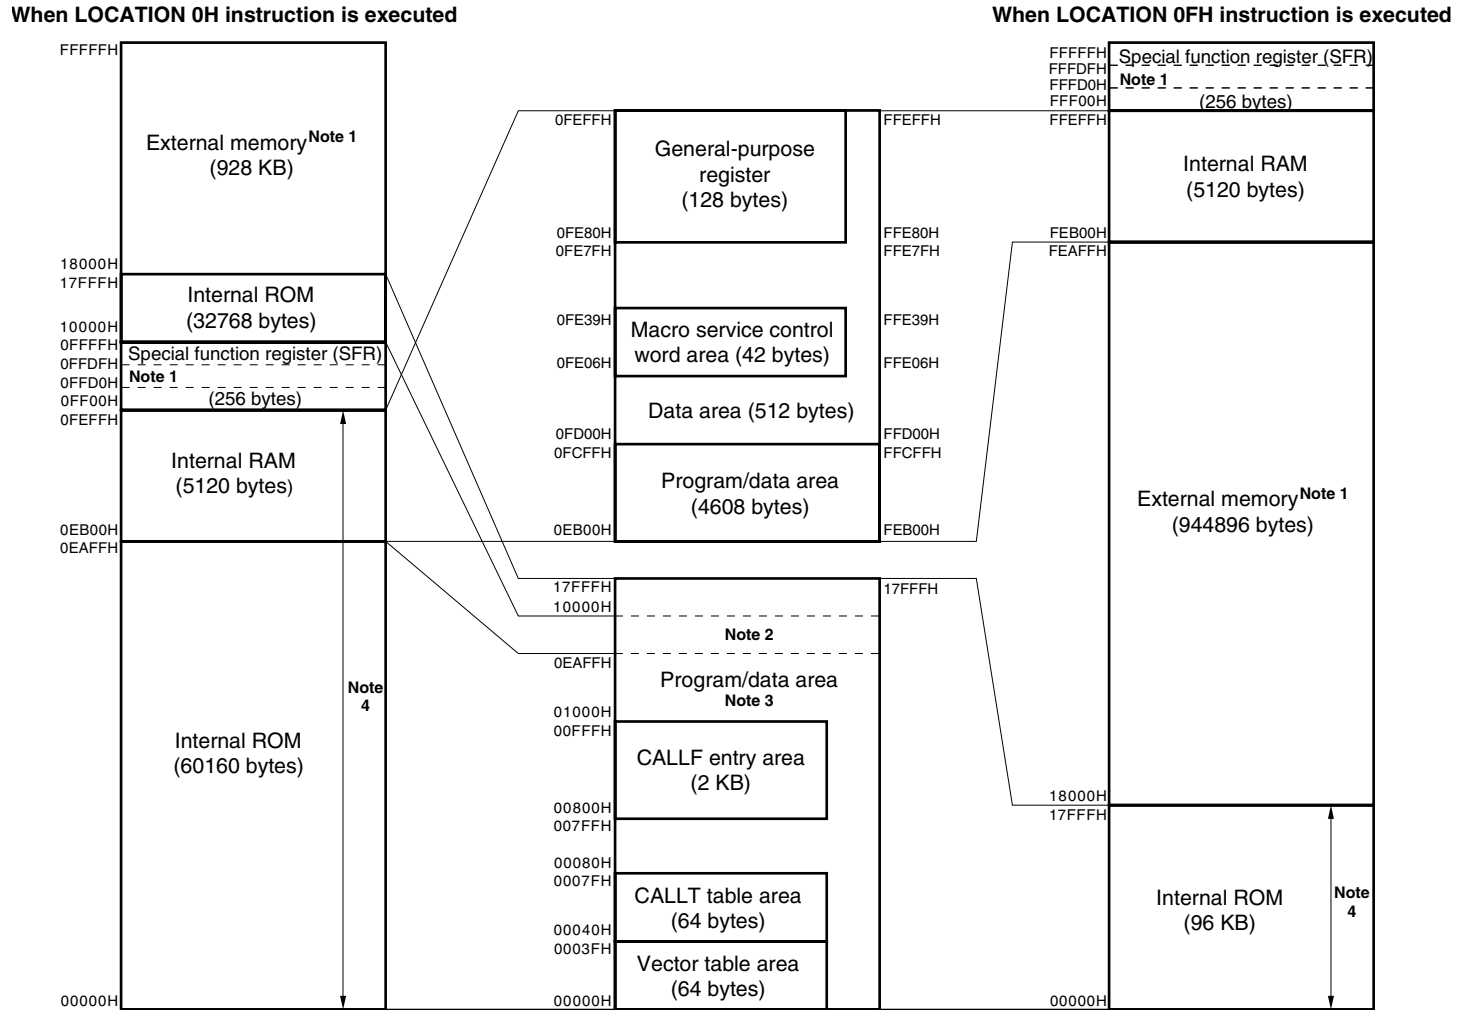 When LOCATION 0H instruction is executed
FFFFFH
External memory Note 1
(928 KB)
18000H
17FFFH
Internal ROM
(32768 bytes)
10000H
0FFFFH
Special function register (SFR)
0FFDFH
Note 1
0FFD0H
(256 bytes)
0FF00H
0FEFFH
Internal RAM
(5120 bytes)
0EB00H
0EAFFH
Note
4
Internal ROM
(60160 bytes)
00000H
0FEFFH
FFEFFH
General-purpose
register
(128 bytes)
0FE80H
FFE80H
0FE7FH
FFE7FH
0FE39H
FFE39H
Macro service control
word area (42 bytes)
0FE06H
FFE06H
Data area (512 bytes)
0FD00H
FFD00H
0FCFFH
FFCFFH
Program/data area
(4608 bytes)
0EB00H
FEB00H
17FFFH
17FFFH
10000H
Note 2
0EAFFH
Program/data area
Note 3
01000H
00FFFH
CALLF entry area
(2 KB)
00800H
007FFH
00080H
0007FH
CALLT table area
(64 bytes)
00040H
0003FH
Vector table area
(64 bytes)
00000H
When LOCATION 0FH instruction is executed
FFFFFH
Special function register (SFR)
FFFDFH
Note 1
FFFD0H
(256 bytes)
FFF00H
FFEFFH
Internal RAM
(5120 bytes)
FEB00H
FEAFFH
External memory Note 1
(944896 bytes)
18000H
17FFFH
Internal ROM
(96 KB)
Note
4
00000H